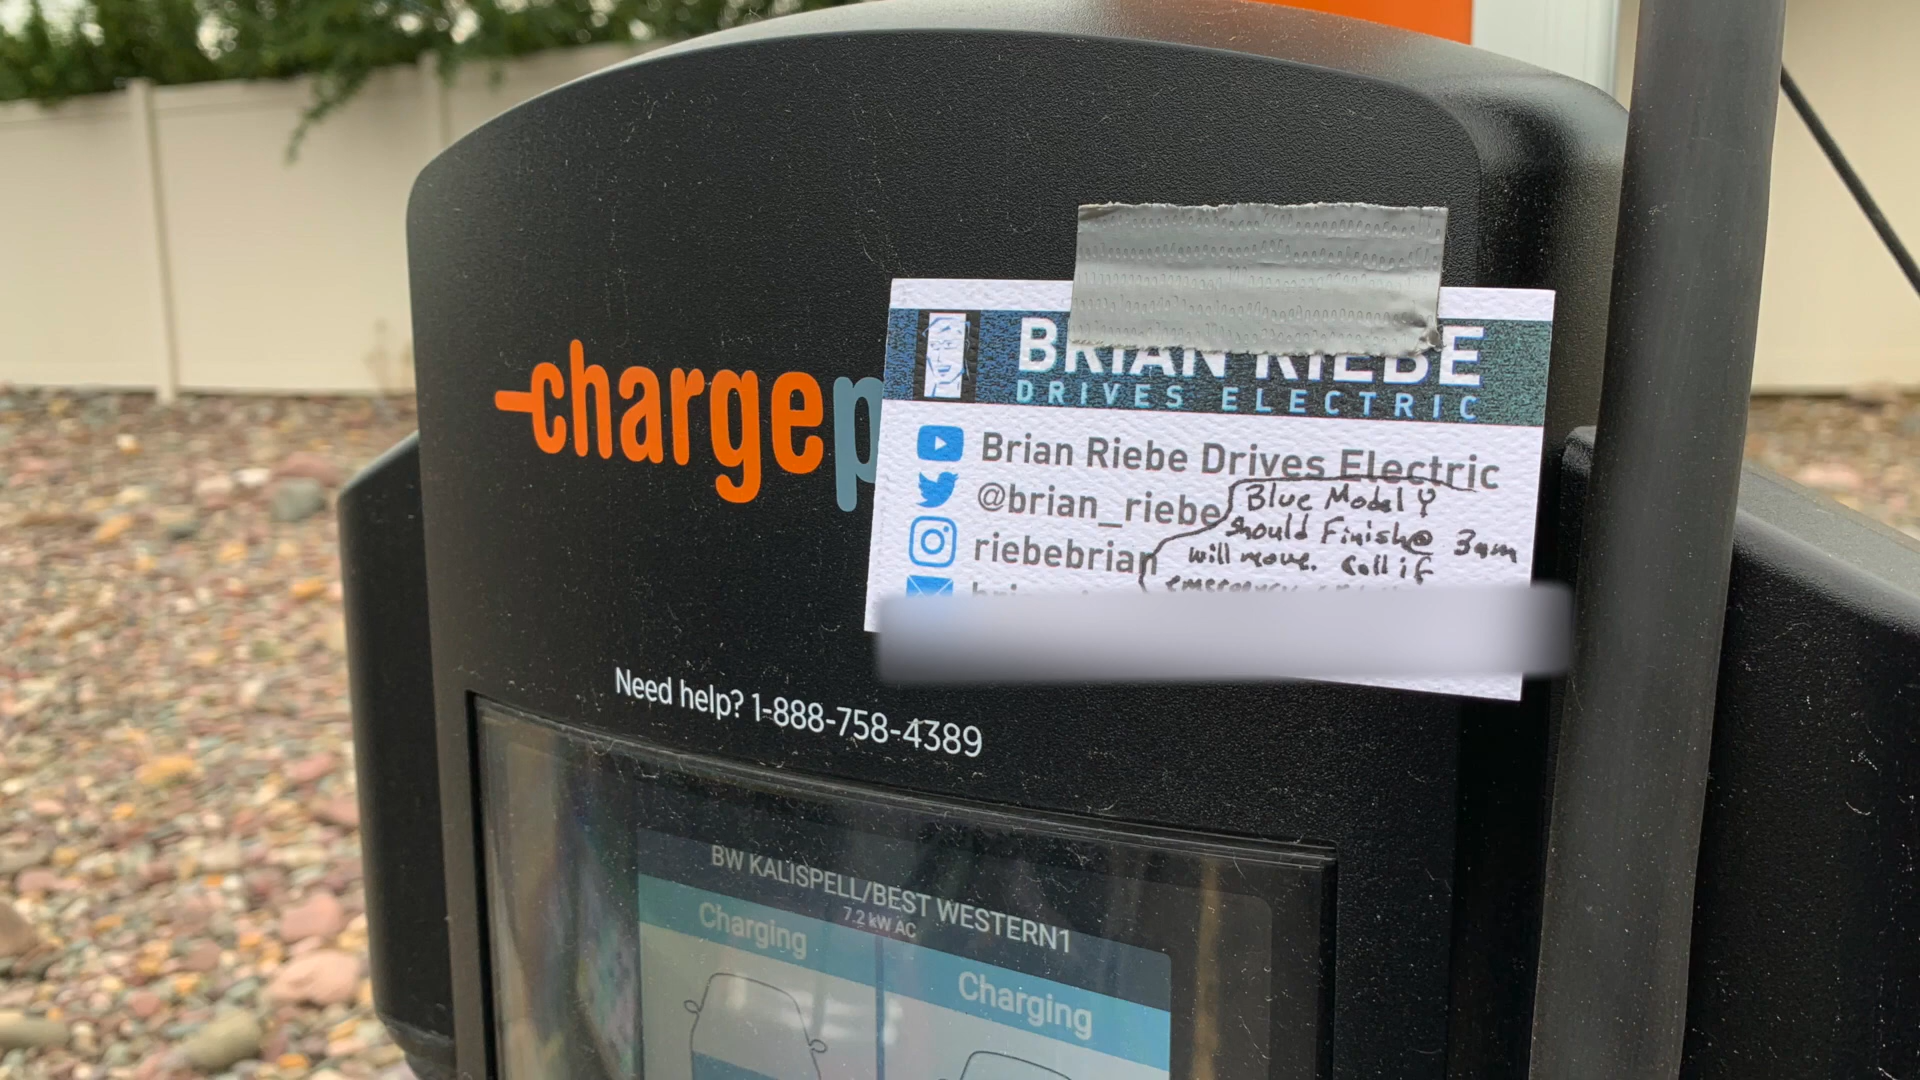 chargep
BRIAN RIEBE
DRIVES ELECTRIC
Brian Riebe Drives Electric
@brian_riebe
riebebrian
Blue Model Y
should Finish @ 3am
will move. Call if
emergency
Need help? 1-888-758-4389
BW KALISPELL/BEST WESTERN1
7.2 kW AC
Charging
Charging